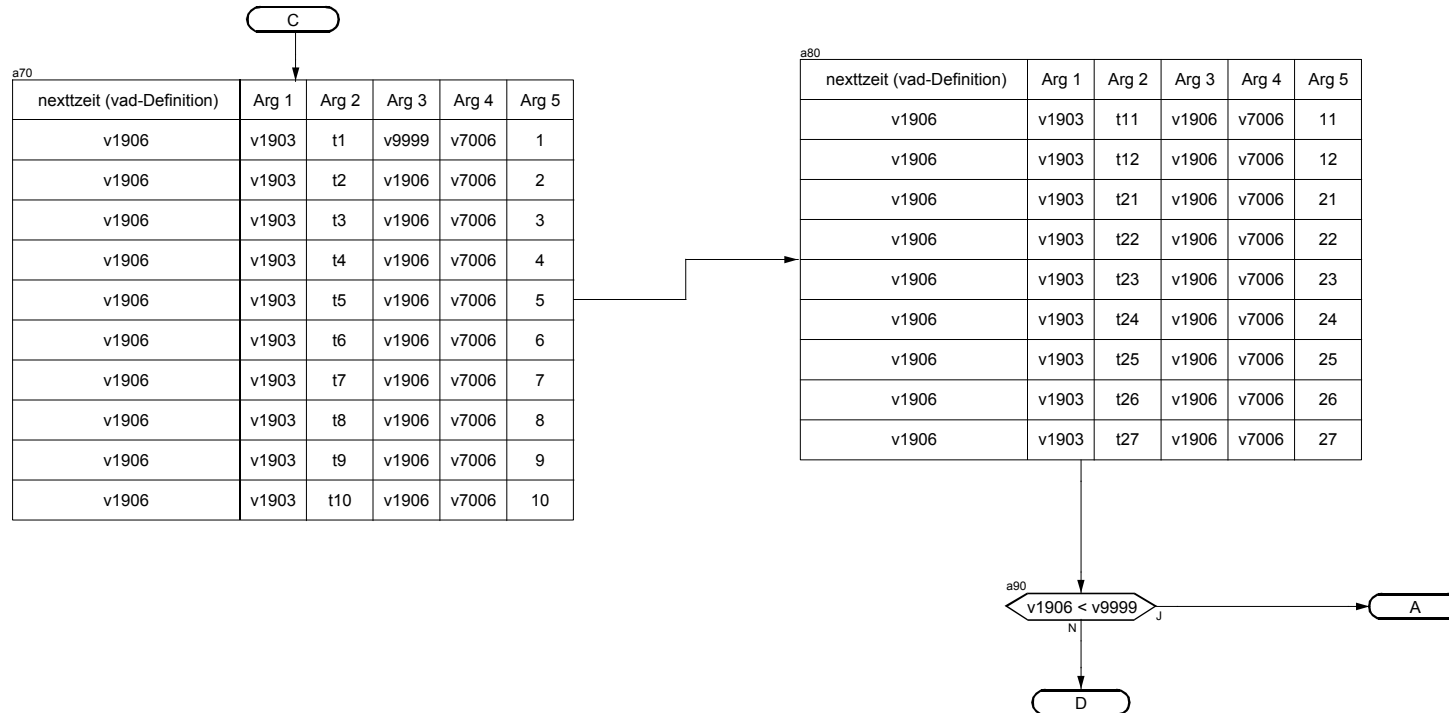 C
a70
nexttzeit (vad-Definition) Arg 1 Arg 2 Arg 3 Arg 4 Arg 5
v1906 v1903 t1 v9999 v7006 1
v1906 v1903 t2 v1906 v7006 2
v1906 v1903 t3 v1906 v7006 3
v1906 v1903 t4 v1906 v7006 4
v1906 v1903 t5 v1906 v7006 5
v1906 v1903 t6 v1906 v7006 6
v1906 v1903 t7 v1906 v7006 7
v1906 v1903 t8 v1906 v7006 8
v1906 v1903 t9 v1906 v7006 9
v1906 v1903 t10 v1906 v7006 10
a80
nexttzeit (vad-Definition) Arg 1 Arg 2 Arg 3 Arg 4 Arg 5
v1906 v1903 t11 v1906 v7006 11
v1906 v1903 t12 v1906 v7006 12
v1906 v1903 t21 v1906 v7006 21
v1906 v1903 t22 v1906 v7006 22
v1906 v1903 t23 v1906 v7006 23
v1906 v1903 t24 v1906 v7006 24
v1906 v1903 t25 v1906 v7006 25
v1906 v1903 t26 v1906 v7006 26
v1906 v1903 t27 v1906 v7006 27
a90
v1906 < v9999
J
A
N
D